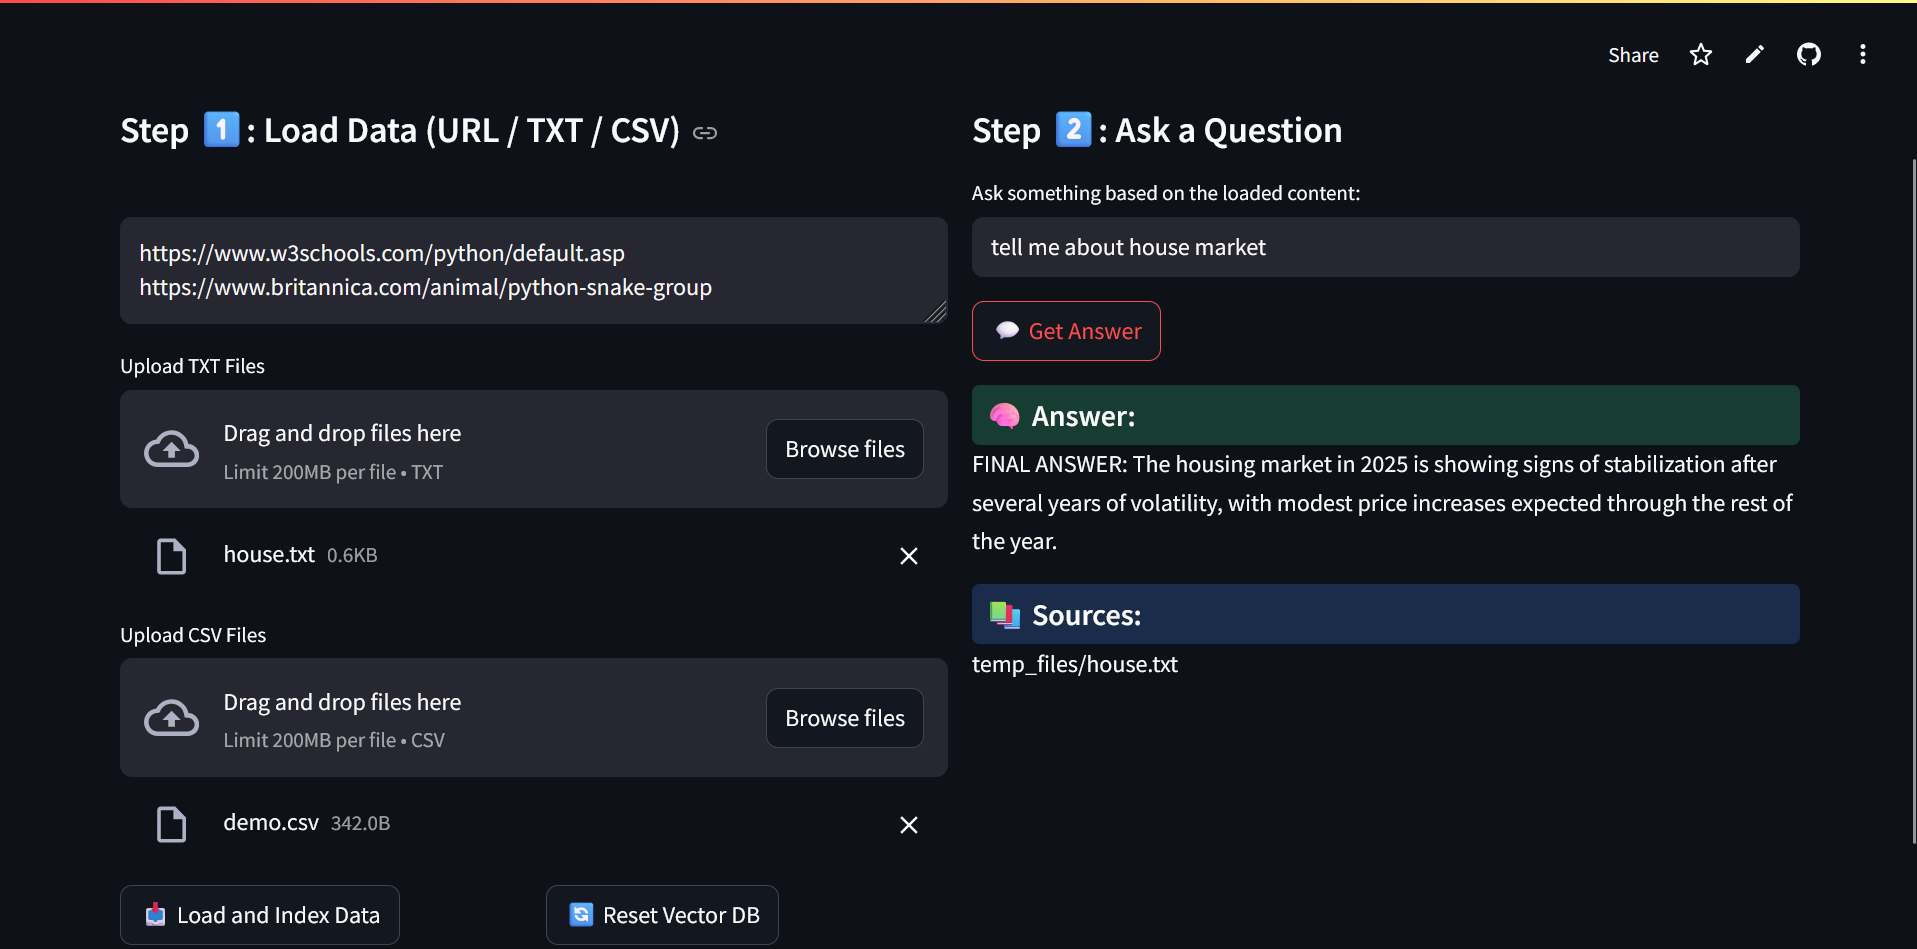 Share
Step 1 : Load Data (URL / TXT / CSV)
https://www.w3schools.com/python/default.asp
https://www.britannica.com/animal/python-snake-group
Upload TXT Files
Drag and drop files here
Limit 200MB per file • TXT
Browse files
house.txt 0.6KB
Upload CSV Files
Drag and drop files here
Limit 200MB per file • CSV
Browse files
demo.csv 342.0B
Load and Index Data
Reset Vector DB
Step 2 : Ask a Question
Ask something based on the loaded content:
tell me about house market
Get Answer
Answer:
FINAL ANSWER: The housing market in 2025 is showing signs of stabilization after
several years of volatility, with modest price increases expected through the rest of
the year.
Sources:
temp_files/house.txt